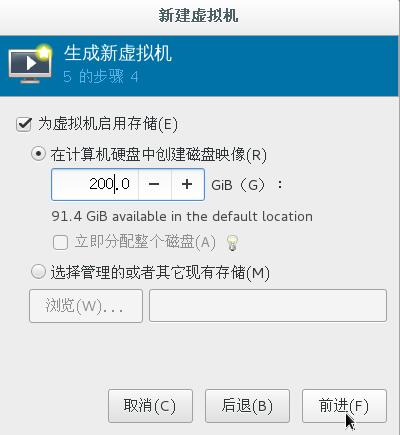 新建虚拟机
生成新虚拟机
5 的步骤 4
为虚拟机启用存储(E)
在计算机硬盘中创建磁盘映像(R)
200.0 − + GiB（G）：
91.4 GiB available in the default location
立即分配整个磁盘(A)
选择管理的或者其它现有存储(M)
浏览(W)...
取消(C) 后退(B) 前进(F)